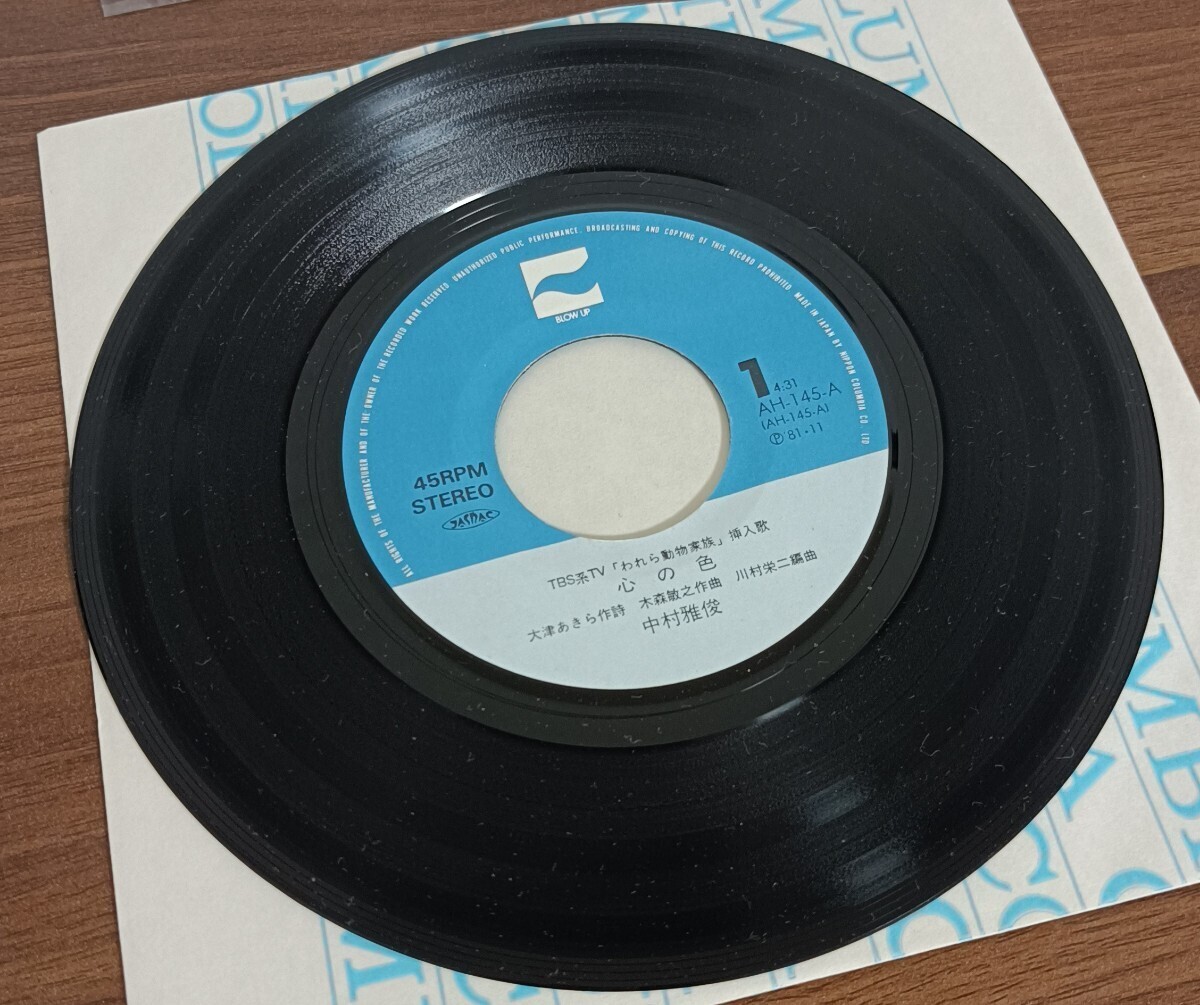 ALL RIGHTS OF THE MANUFACTURER AND OF THE OWNER OF THE RECORDED WORK RESERVED UNAUTHORIZED PUBLIC PERFORMANCE, BROADCASTING AND COPYING OF THIS RECORD PROHIBITED MADE IN JAPAN BY NIPPON COLUMBIA CO. LTD
BLOW UP
1 4:31
AH-145-A
(AH-145-A)
Ⓟ'81・11
45RPM
STEREO
JASRAC
TBS系TV「われら動物家族」挿入歌
心の色
大津あきら作詩 木森敏之作曲 川村栄二編曲
中村雅俊